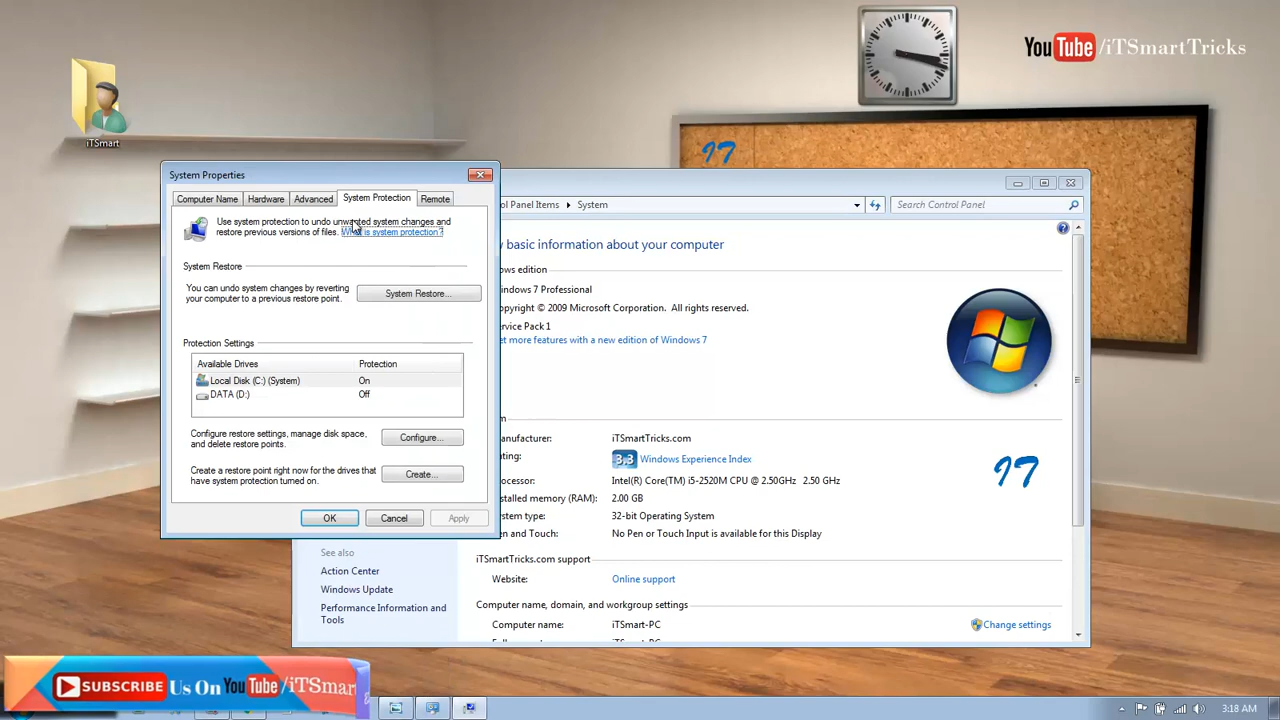 YouTube/iTSmartTricks
iTSmart
IT
System Properties
Computer Name
Hardware
Advanced
System Protection
Remote
Use system protection to undo unwanted system changes and
restore previous versions of files. What is system protection?
System Restore
You can undo system changes by reverting
your computer to a previous restore point.
System Restore...
Protection Settings
Available Drives Protection
Local Disk (C:) (System) On
DATA (D:) Off
Configure restore settings, manage disk space,
and delete restore points.
Configure...
Create a restore point right now for the drives that
have system protection turned on.
Create...
OK
Cancel
Apply
ol Panel Items
System
Search Control Panel
basic information about your computer
ows edition
indows 7 Professional
opyright © 2009 Microsoft Corporation. All rights reserved.
ervice Pack 1
et more features with a new edition of Windows 7
anufacturer: iTSmartTricks.com
ting: 3.3 Windows Experience Index
ocessor: Intel(R) Core(TM) i5-2520M CPU @ 2.50GHz 2.50 GHz
stalled memory (RAM): 2.00 GB
stem type: 32-bit Operating System
n and Touch: No Pen or Touch Input is available for this Display
IT
iTSmartTricks.com support
Website: Online support
Computer name, domain, and workgroup settings
Computer name: iTSmart-PC
Change settings
See also
Action Center
Windows Update
Performance Information and
Tools
SUBSCRIBE Us On YouTube/iTSmart
3:18 AM